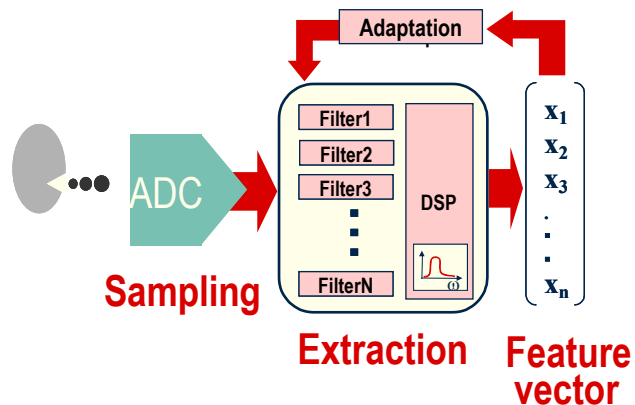 Adaptation
Filter1
Filter2
Filter3
FilterN
DSP
ω
ADC
x1
x2
x3
xn
Sampling
Extraction
Feature
vector